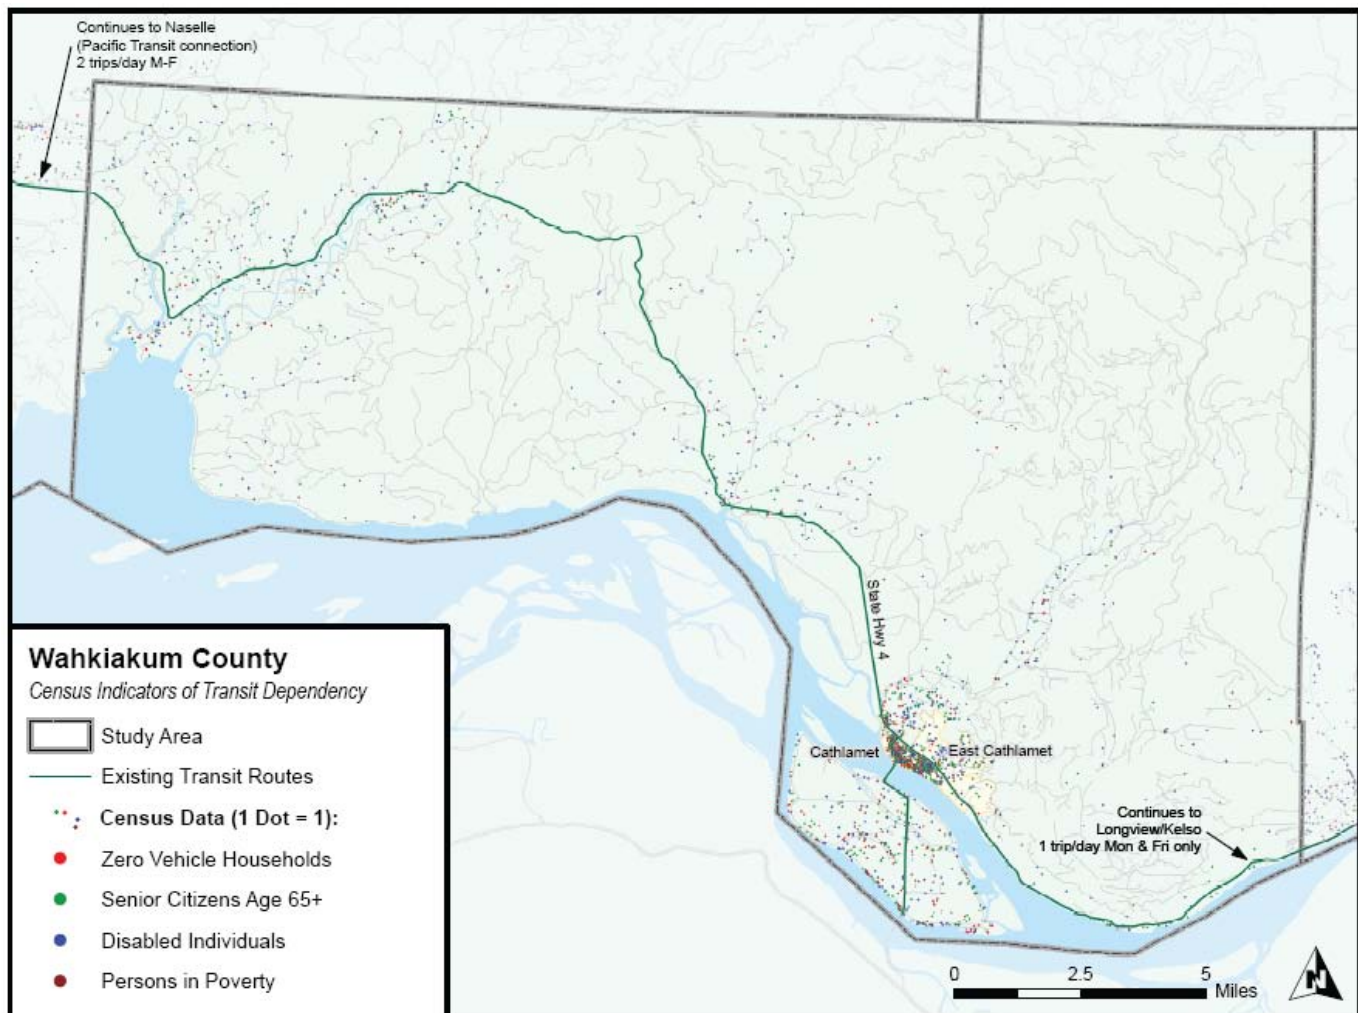 Continues to Naselle
(Pacific Transit connection)
2 trips/day M-F
State Hwy 4
Cathlamet
East Cathlamet
Continues to
Longview/Kelso
1 trip/day Mon & Fri only
Wahkiakum County
Census Indicators of Transit Dependency
Study Area
Existing Transit Routes
Census Data (1 Dot = 1):
Zero Vehicle Households
Senior Citizens Age 65+
Disabled Individuals
Persons in Poverty
0 2.5 5
Miles
N